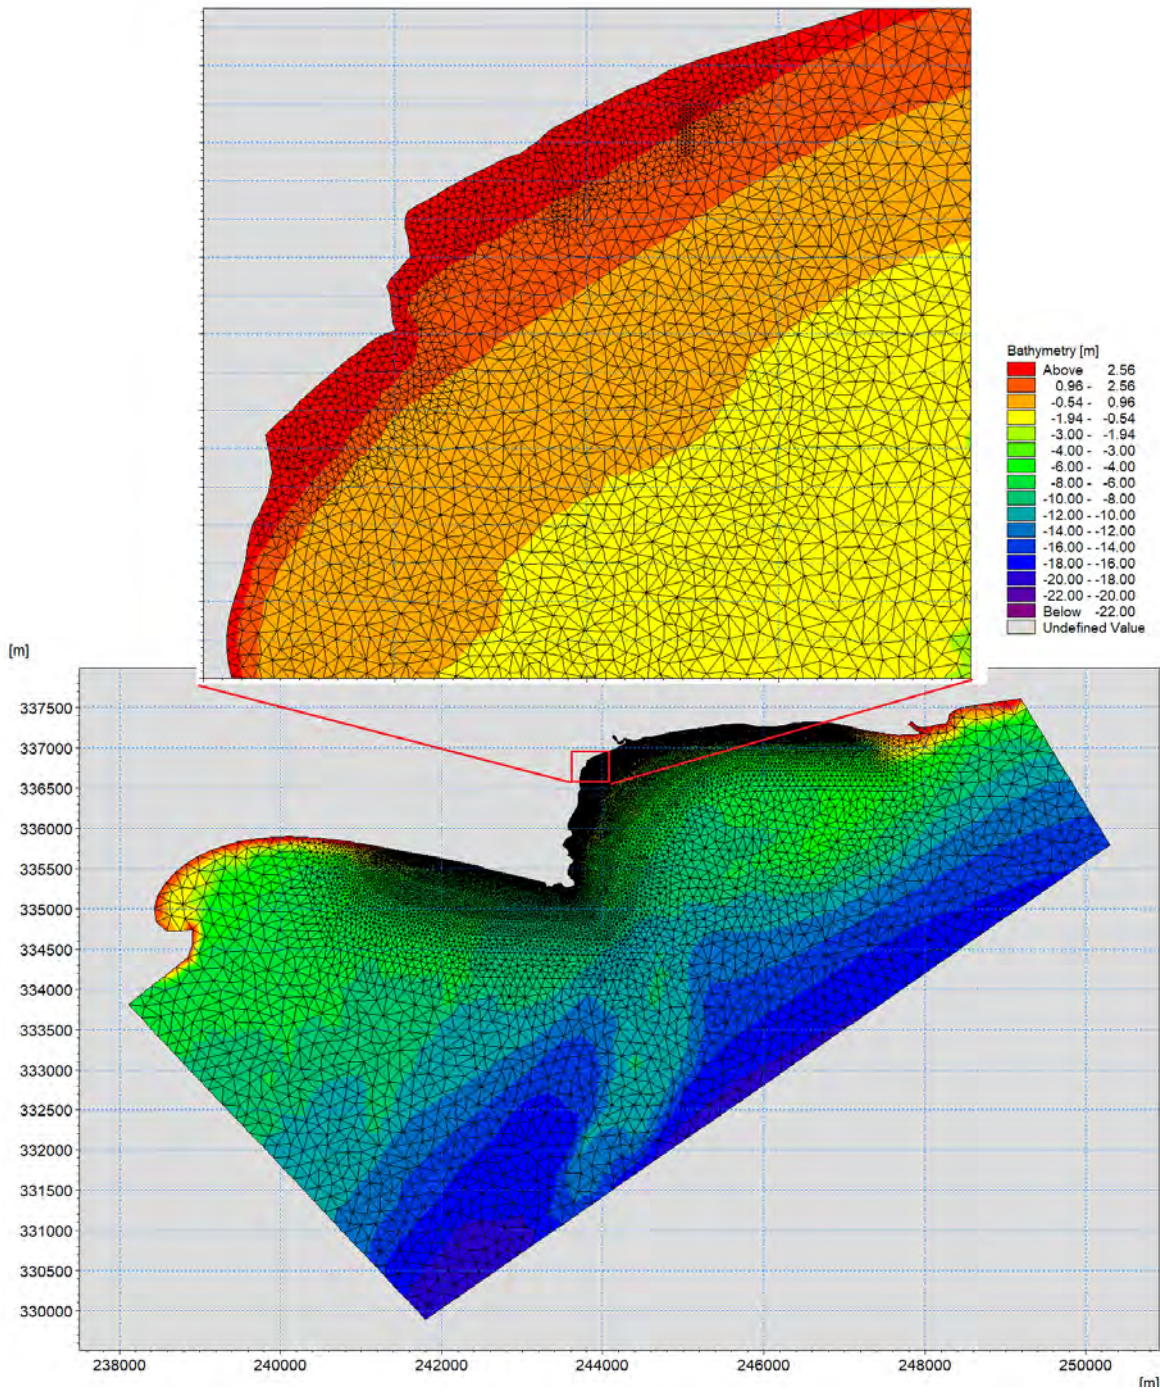 Bathymetry [m]
Above 2.56
0.96 - 2.56
-0.54 - 0.96
-1.94 - -0.54
-3.00 - -1.94
-4.00 - -3.00
-6.00 - -4.00
-8.00 - -6.00
-10.00 - -8.00
-12.00 - -10.00
-14.00 - -12.00
-16.00 - -14.00
-18.00 - -16.00
-20.00 - -18.00
-22.00 - -20.00
Below -22.00
Undefined Value
[m]
337500
337000
336500
336000
335500
335000
334500
334000
333500
333000
332500
332000
331500
331000
330500
330000
238000 240000 242000 244000 246000 248000 250000
[m]